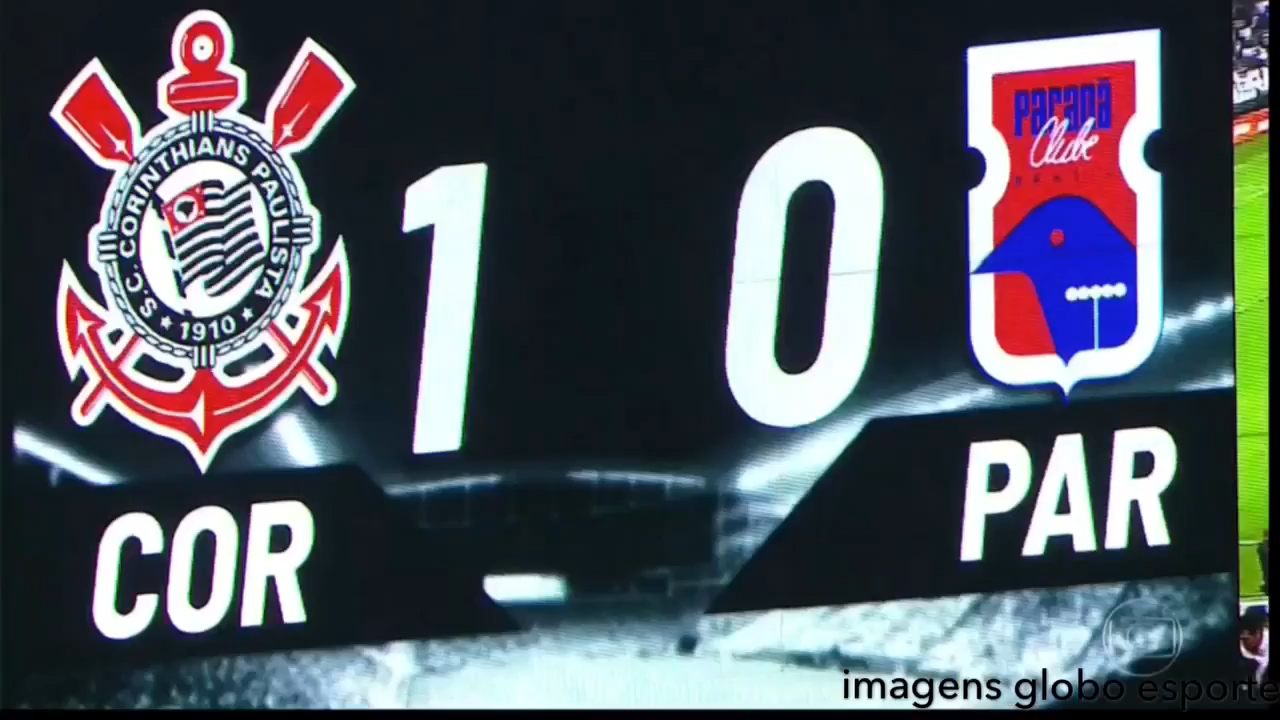 S.C. CORINTHIANS PAULISTA
1910
1
0
paraná
Clube
COR
PAR
imagens globo esporte